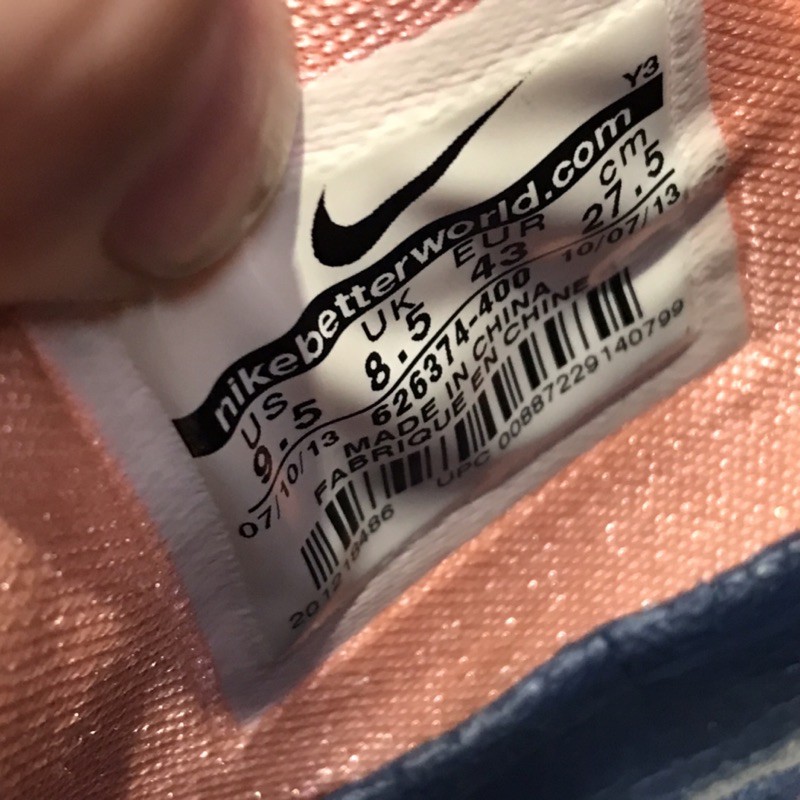 Y3
nikebetterworld.com
US UK EUR cm
9.5 8.5 43 27.5
07/10/13 626374-400 10/07/13
MADE IN CHINA
FABRIQUE EN CHINE
UPC 00887229140799